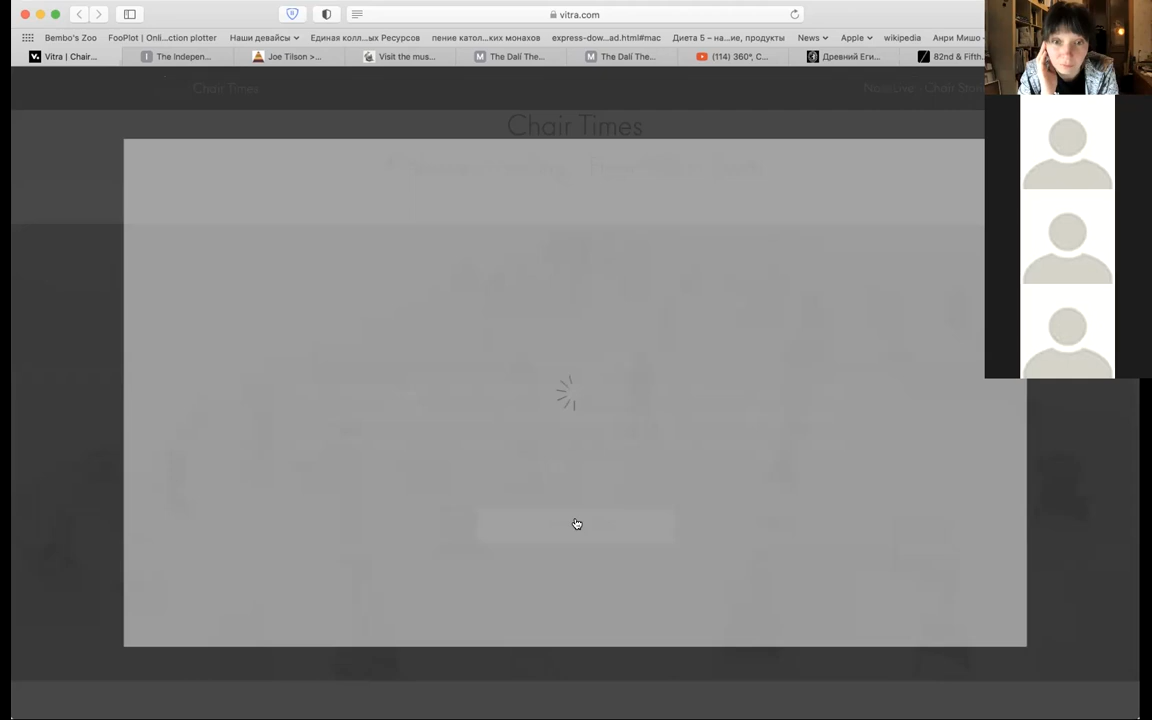 vitra.com
Bembo's Zoo FooPlot | Onli...ction plotter Наши девайсы Единая колл...ых Ресурсов пение катол...ких монахов express-dow...ad.html#mac Диета 5 – на...ие, продукты News Apple wikipedia Анри Мишо
Vitra | Chair... The Indepen... Joe Tilson >... Visit the mus... The Dalí The... The Dalí The... (114) 360°, С... Древний Еги... 82nd & Fifth...
Chair Times
Chair Times